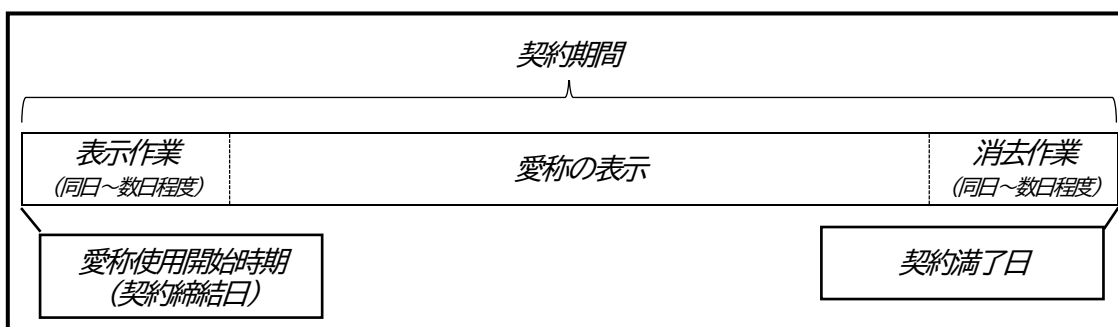 契約期間
表示作業
(同日～数日程度)
愛称の表示
消去作業
(同日～数日程度)
愛称使用開始時期
（契約締結日）
契約満了日